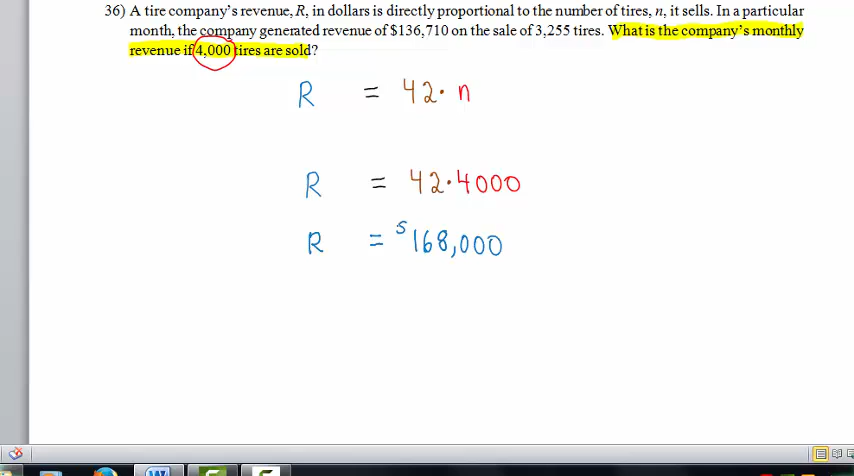 36) A tire company's revenue, R, in dollars is directly proportional to the number of tires, n, it sells. In a particular
month, the company generated revenue of $136,710 on the sale of 3,255 tires. What is the company's monthly
revenue if 4,000 tires are sold?
R = 42 · n
R = 42 · 4000
R = $168,000